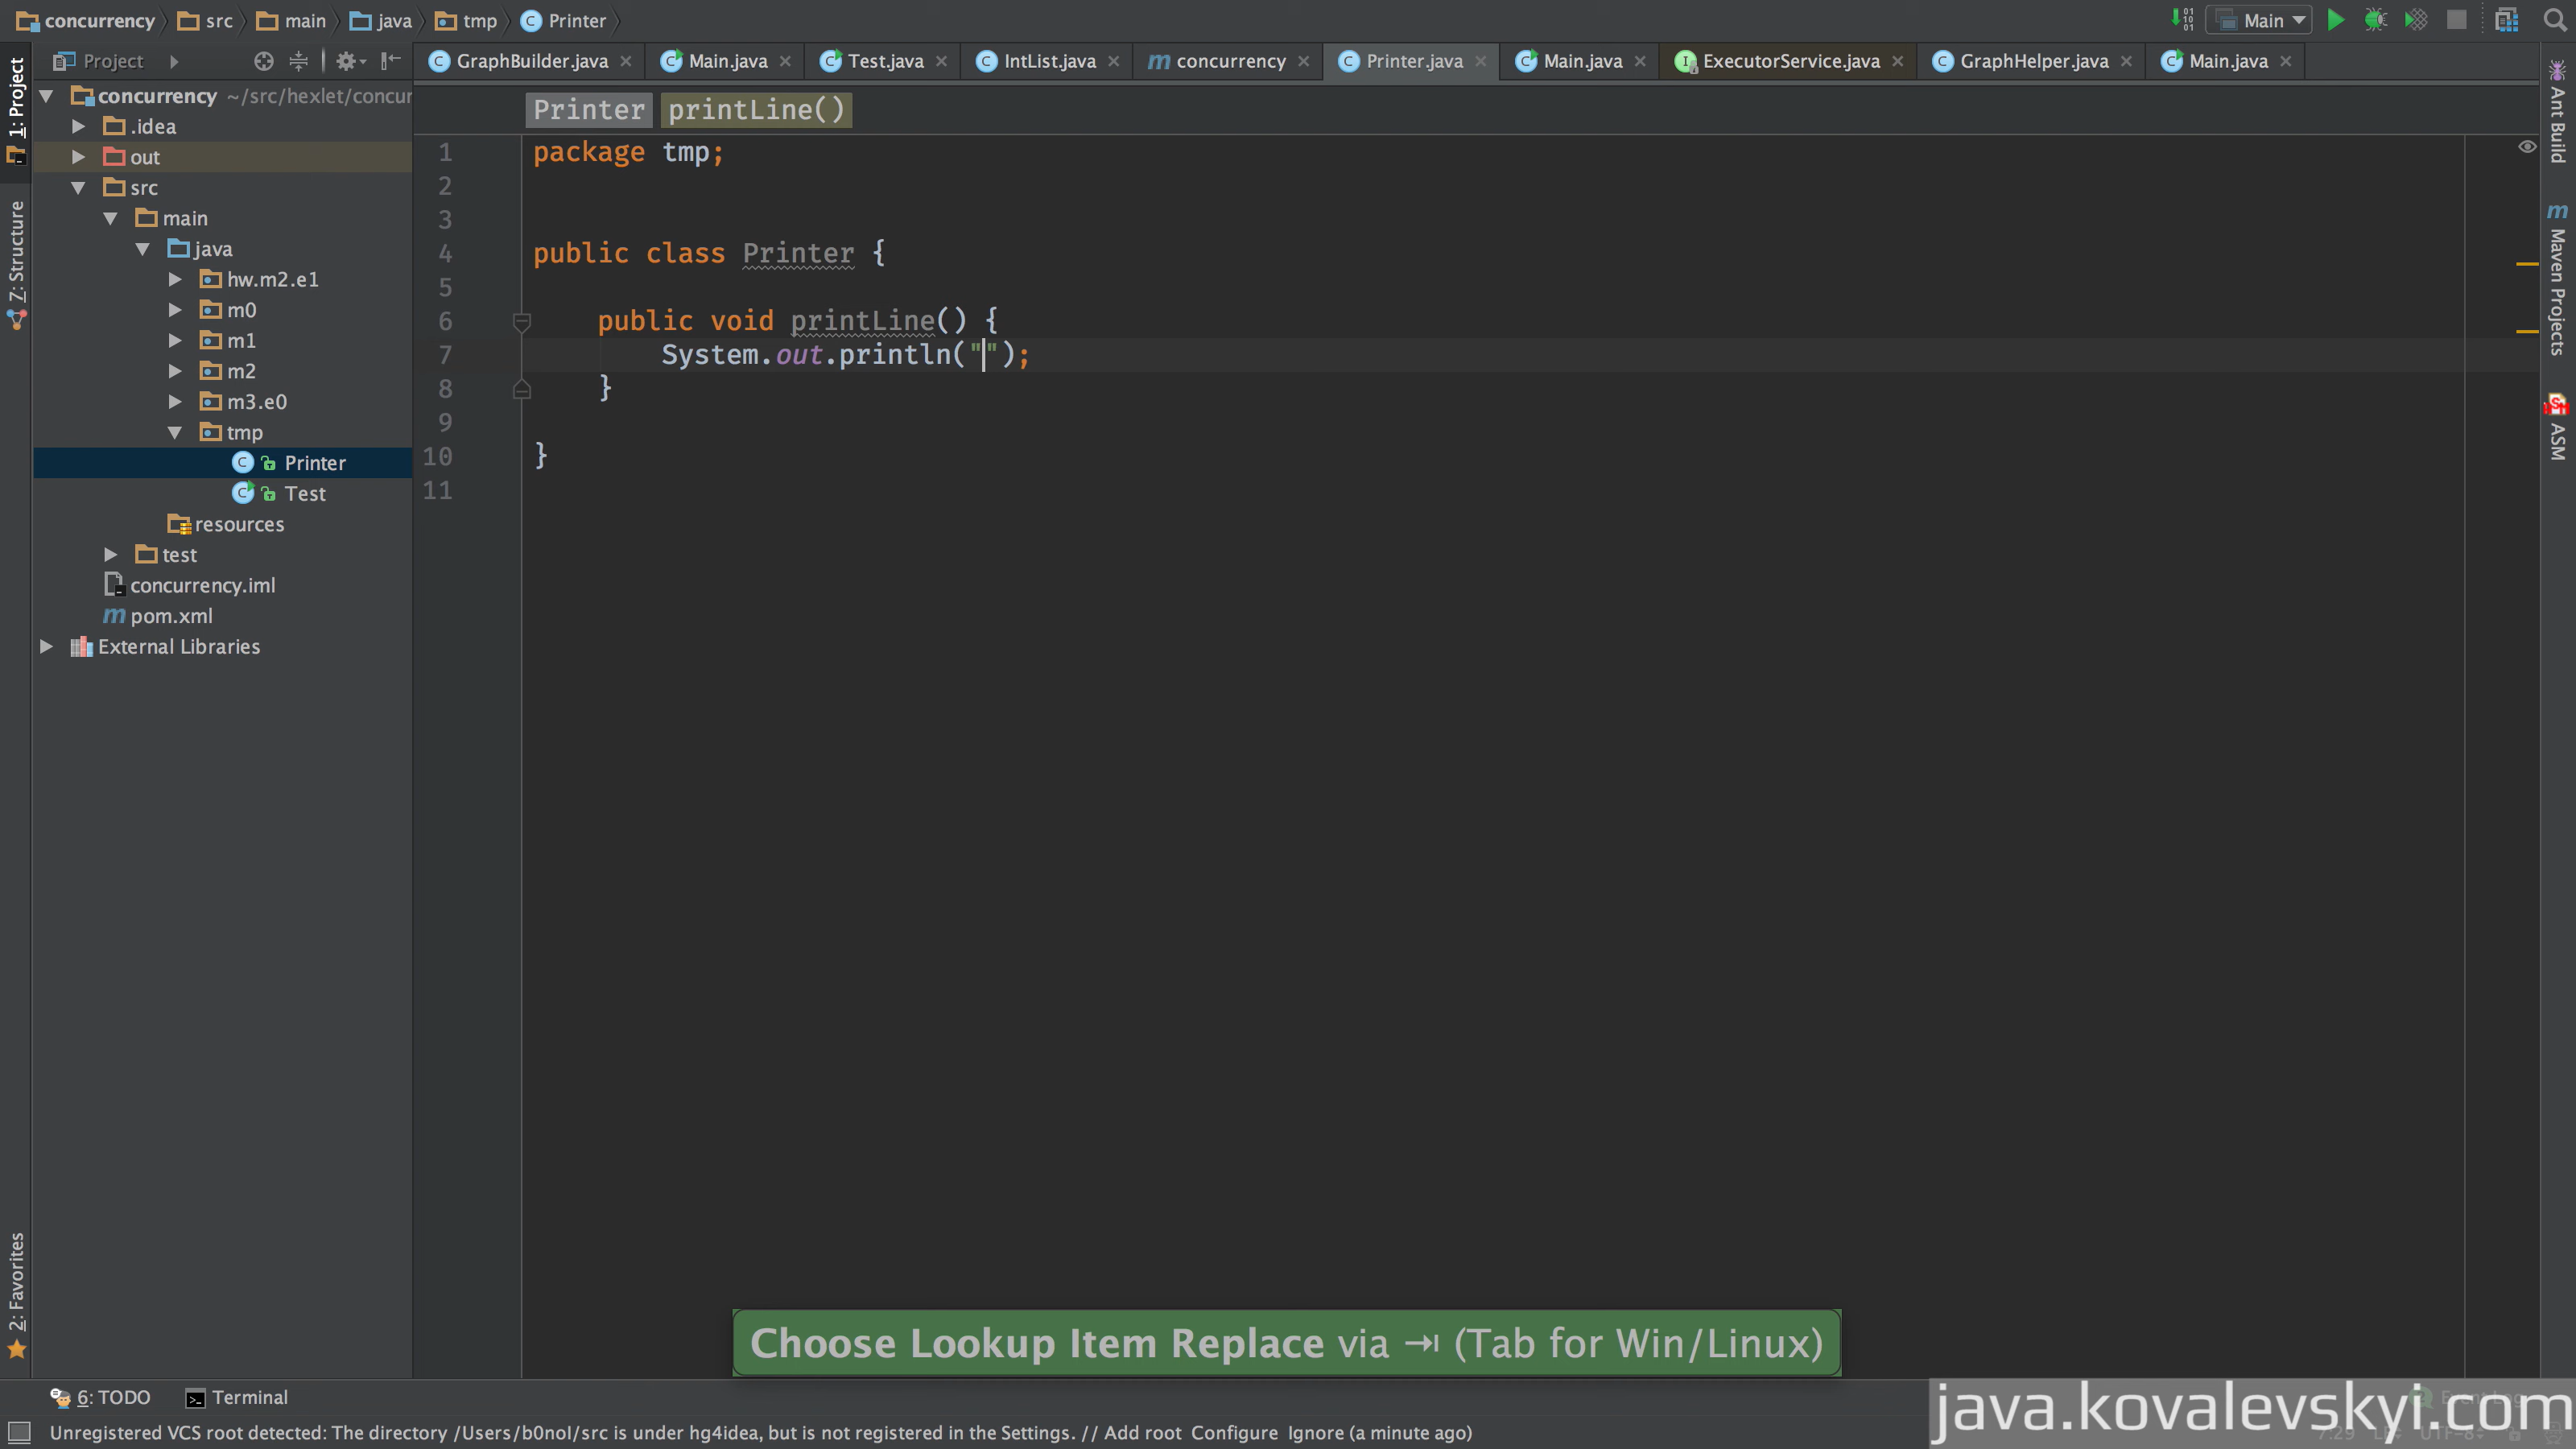 concurrency src main java tmp Printer
Main
Project
GraphBuilder.java Main.java Test.java IntList.java concurrency Printer.java Main.java ExecutorService.java GraphHelper.java Main.java
1: Project
Z: Structure
2: Favorites
concurrency ~/src/hexlet/concur
.idea
out
src
main
java
hw.m2.e1
m0
m1
m2
m3.e0
tmp
Printer
Test
resources
test
concurrency.iml
pom.xml
External Libraries
Printer printLine()
1 package tmp;
2
3
4 public class Printer {
5
6 public void printLine() {
7 System.out.println("");
8 }
9
10 }
11
Ant Build
Maven Projects
ASM
Choose Lookup Item Replace via ⇥ (Tab for Win/Linux)
6: TODO Terminal
java.kovalevskyi.com
Unregistered VCS root detected: The directory /Users/b0noI/src is under hg4idea, but is not registered in the Settings. // Add root Configure Ignore (a minute ago)
7:29 UTF-8